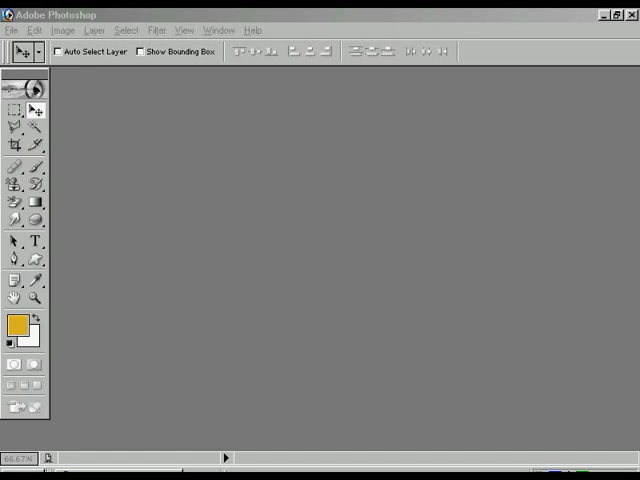 Adobe Photoshop
File Edit Image Layer Select Filter View Window Help
Auto Select Layer Show Bounding Box
T
66.67%